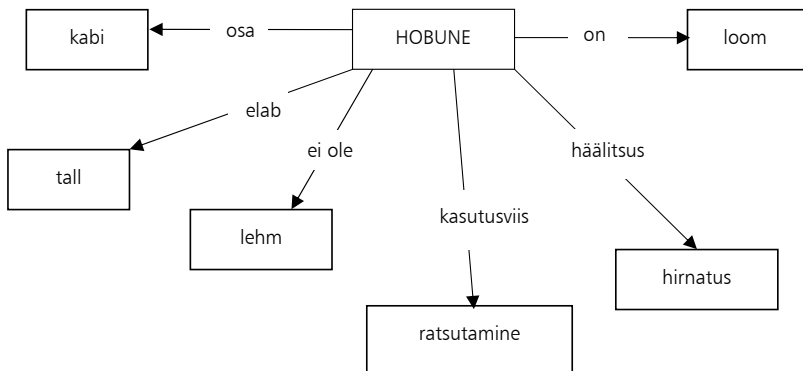 kabi
osa
HOBUNE
on
loom
elab
ei ole
häälitsus
tall
lehm
kasutusviis
hirnatus
ratsutamine